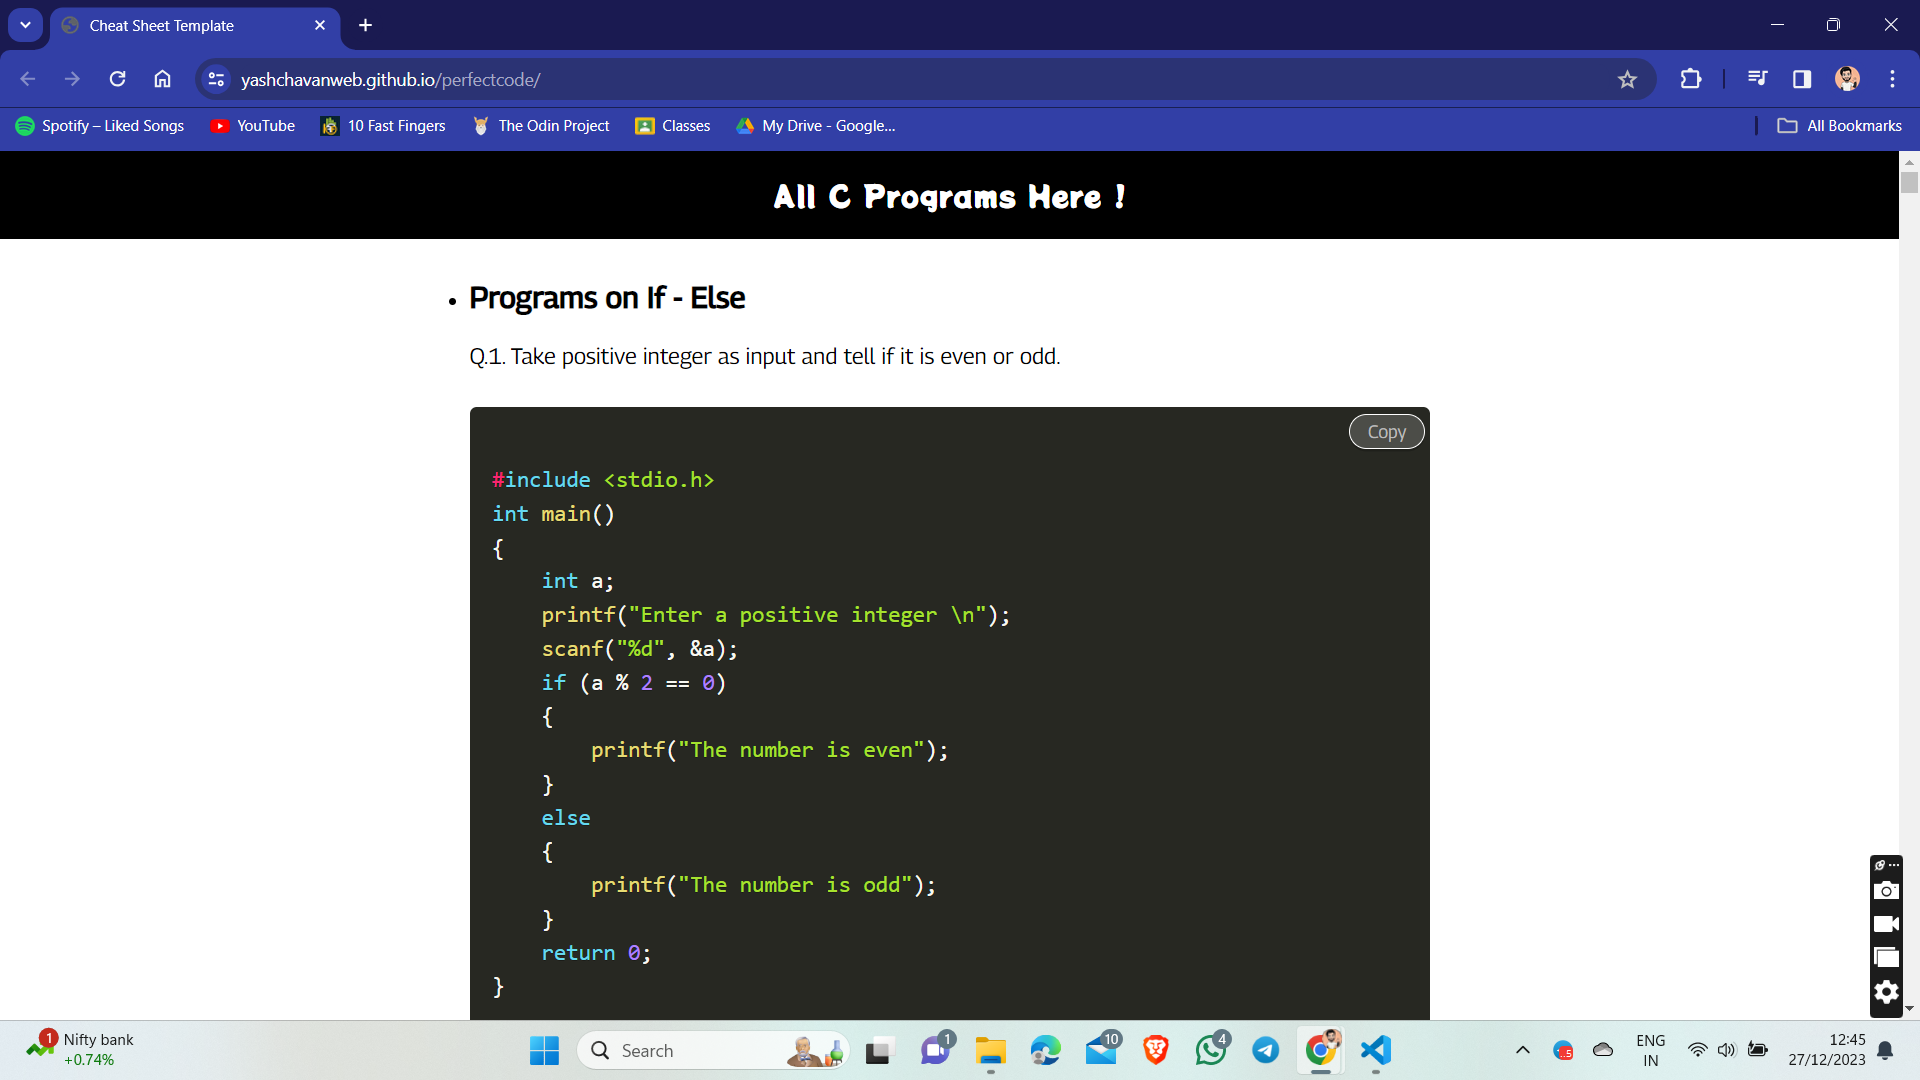 Cheat Sheet Template
yashchavanweb.github.io/perfectcode/
Spotify – Liked Songs
YouTube
10 Fast Fingers
The Odin Project
Classes
My Drive - Google...
All Bookmarks
All C Programs Here !
• Programs on If - Else
Q.1. Take positive integer as input and tell if it is even or odd.
Copy
#include <stdio.h>
int main()
{
    int a;
    printf("Enter a positive integer \n");
    scanf("%d", &a);
    if (a % 2 == 0)
    {
        printf("The number is even");
    }
    else
    {
        printf("The number is odd");
    }
    return 0;
}
1
Nifty bank
+0.74%
Search
1
10
4
ENG
IN
12:45
27/12/2023